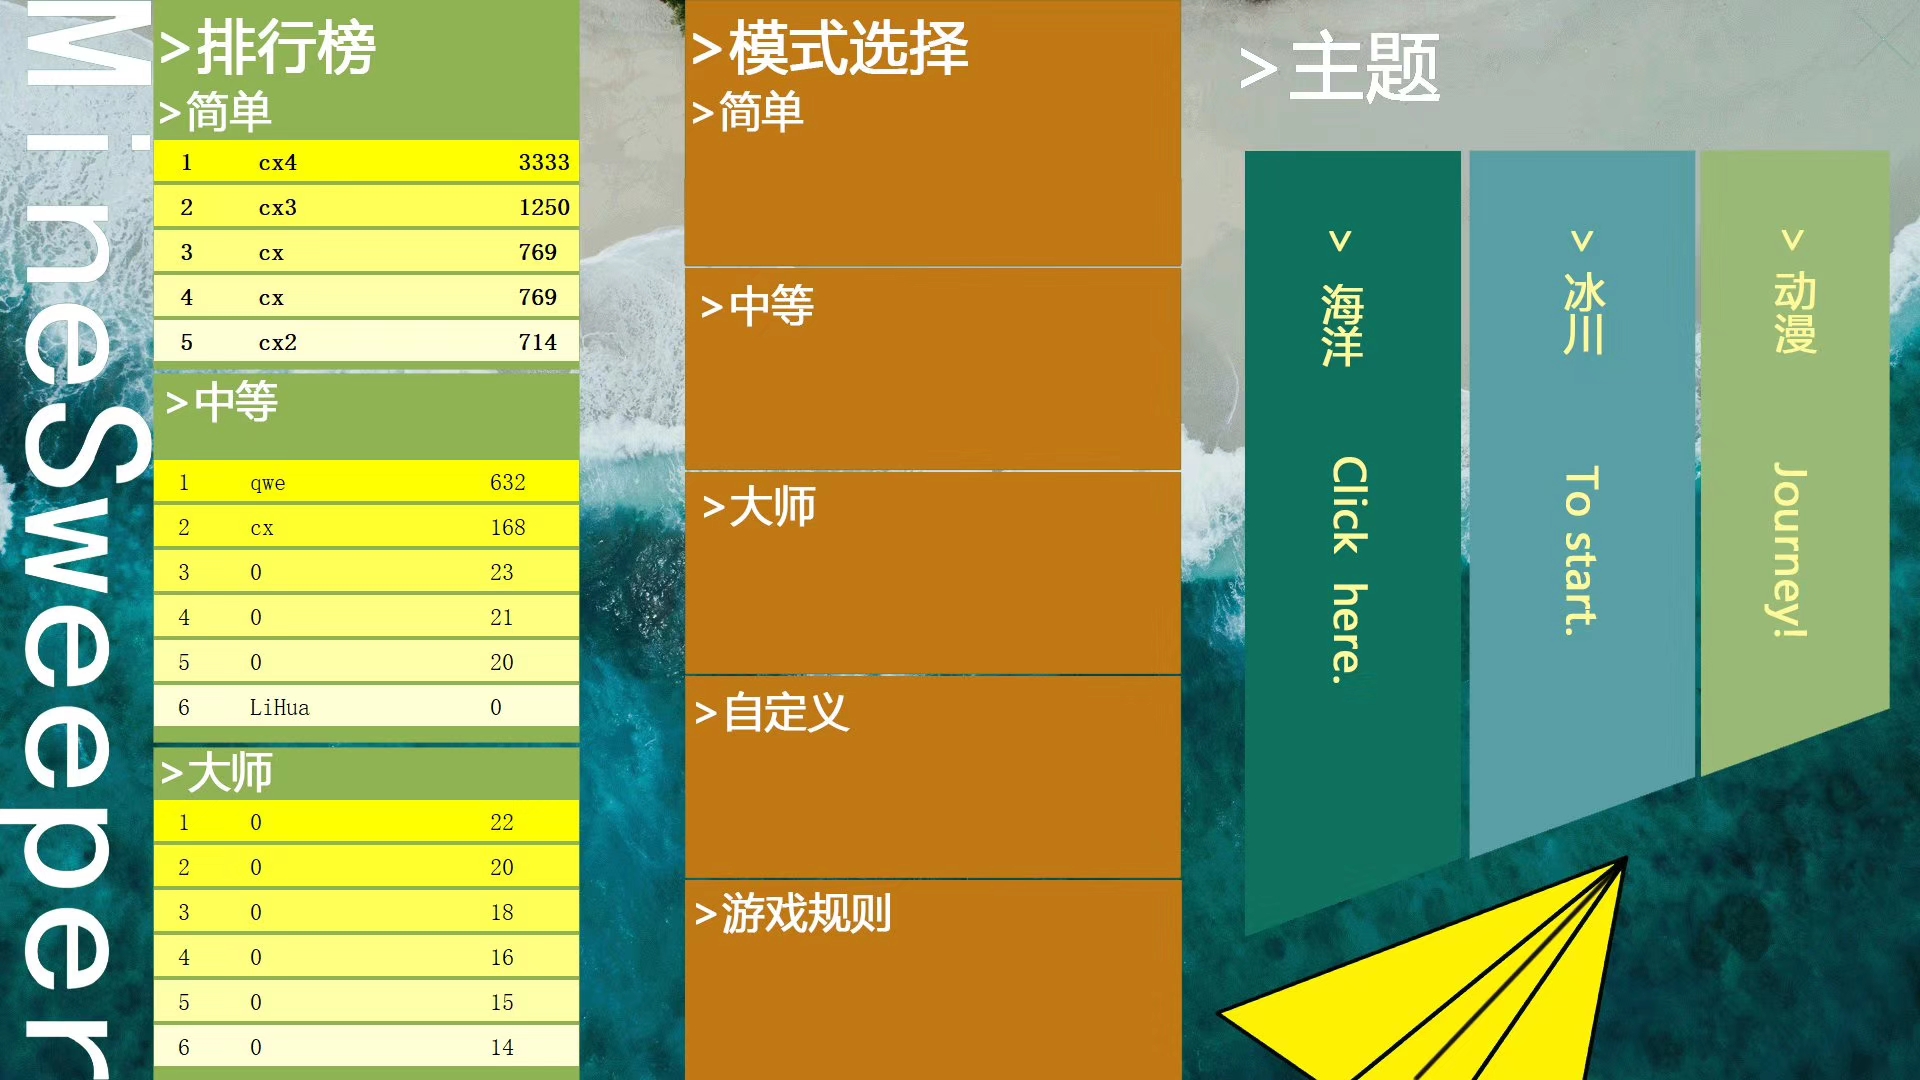 MineSweeper
>排行榜
>简单
1 cx4 3333
2 cx3 1250
3 cx 769
4 cx 769
5 cx2 714
>中等
1 qwe 632
2 cx 168
3 0 23
4 0 21
5 0 20
6 LiHua 0
>大师
1 0 22
2 0 20
3 0 18
4 0 16
5 0 15
6 0 14
>模式选择
>简单
>中等
>大师
>自定义
>游戏规则
>主题
>海洋 Click here.
>冰川 To start.
>动漫 Journey!